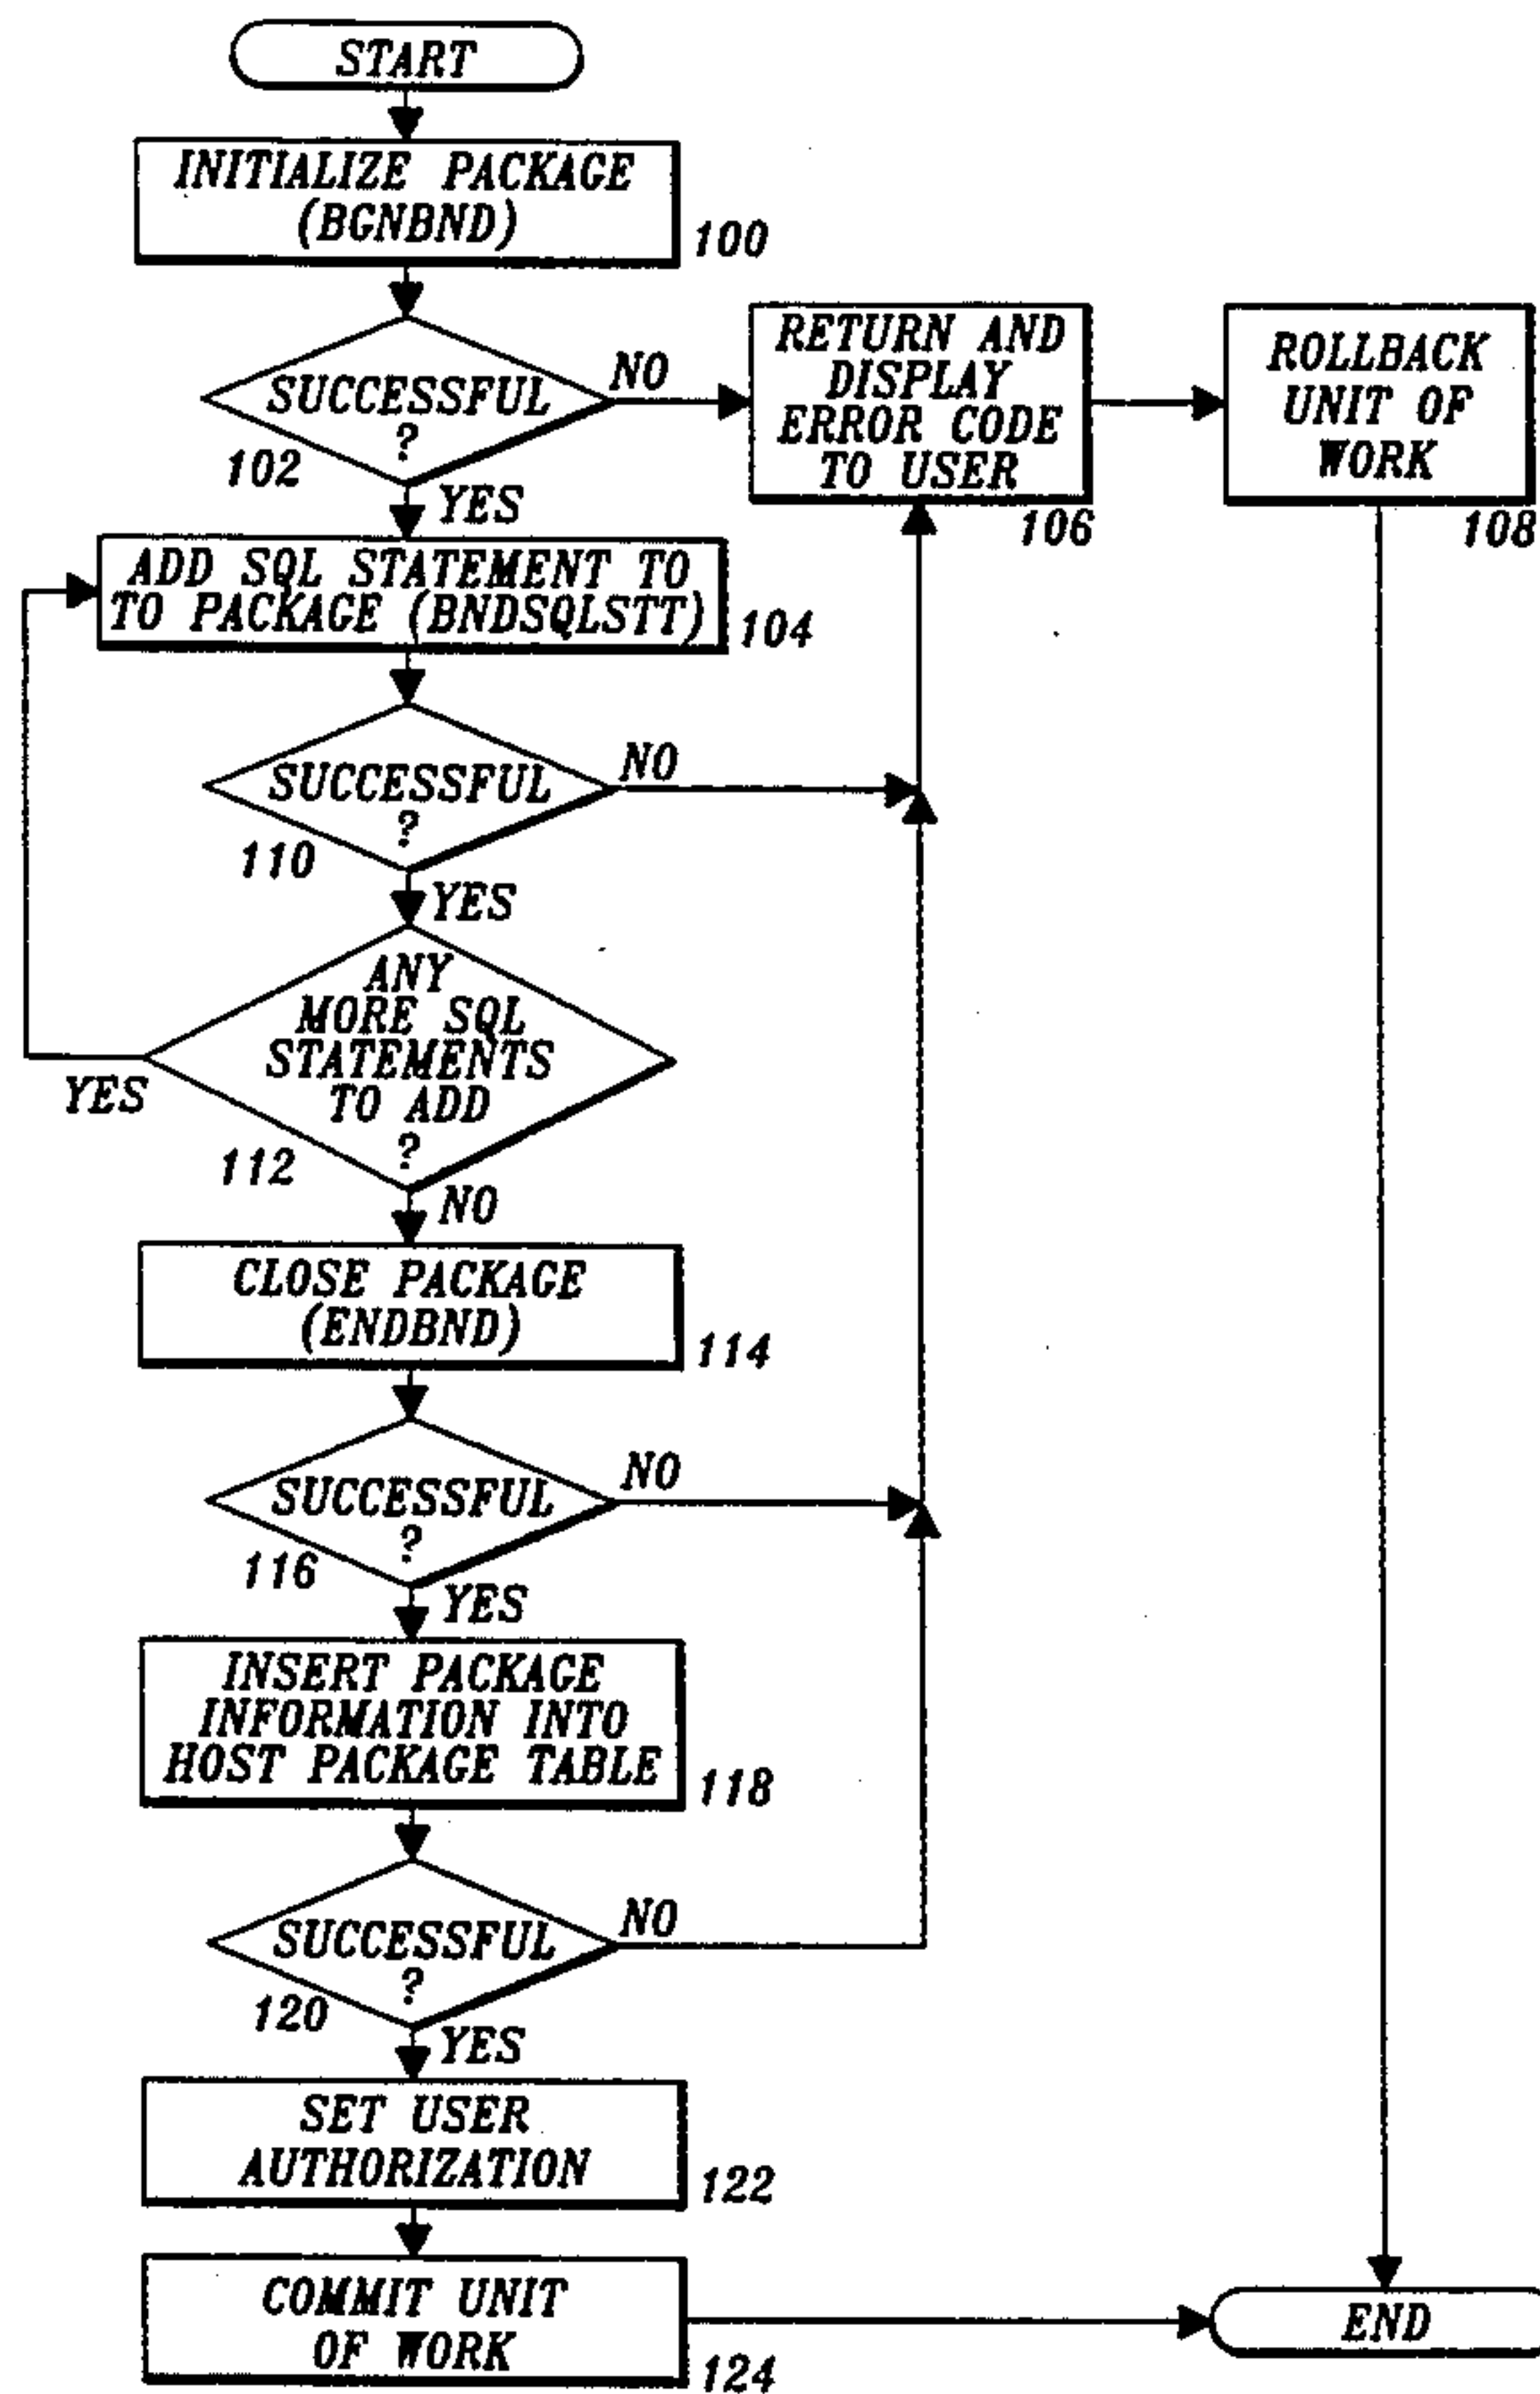 START
INITIALIZE PACKAGE
(BGNBND)
100
SUCCESSFUL
?
102
NO
YES
RETURN AND
DISPLAY
ERROR CODE
TO USER
106
ROLLBACK
UNIT OF
WORK
108
ADD SQL STATEMENT TO
TO PACKAGE (BNDSQLSTT)
104
SUCCESSFUL
?
110
NO
YES
ANY
MORE SQL
STATEMENTS
TO ADD
?
112
YES
NO
CLOSE PACKAGE
(ENDBND)
114
SUCCESSFUL
?
116
NO
YES
INSERT PACKAGE
INFORMATION INTO
HOST PACKAGE TABLE
118
SUCCESSFUL
?
120
NO
YES
SET USER
AUTHORIZATION
122
COMMIT UNIT
OF WORK
124
END